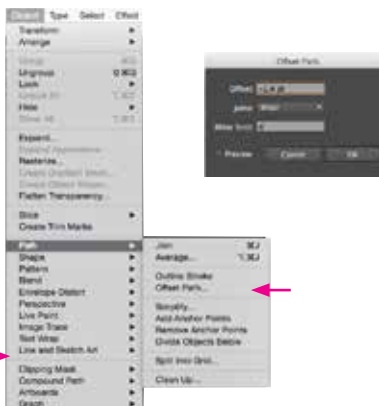 Object Type Select Effect
Transform
Arrange
Group
Ungroup
Lock
Hide
Show All
Expand...
Expand Appearance
Rasterize...
Create Gradient Mesh...
Create Object Mosaic...
Flatten Transparency...
Slice
Create Trim Marks
Path
Shape
Pattern
Blend
Envelope Distort
Perspective
Live Paint
Image Trace
Text Wrap
Line and Sketch Art
Clipping Mask
Compound Path
Artboards
Graph
Join ⌘J
Average...
Outline Stroke
Offset Path...
Simplify...
Add Anchor Points
Remove Anchor Points
Divide Objects Below
Split Into Grid...
Clean Up...
Offset Path
Offset:
Joins: Miter
Miter limit: 4
Preview Cancel OK